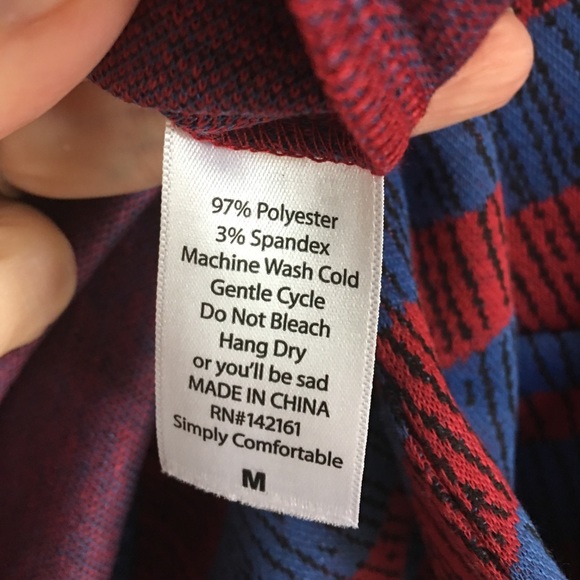 97% Polyester
3% Spandex
Machine Wash Cold
Gentle Cycle
Do Not Bleach
Hang Dry
or you'll be sad
MADE IN CHINA
RN#142161
Simply Comfortable
M